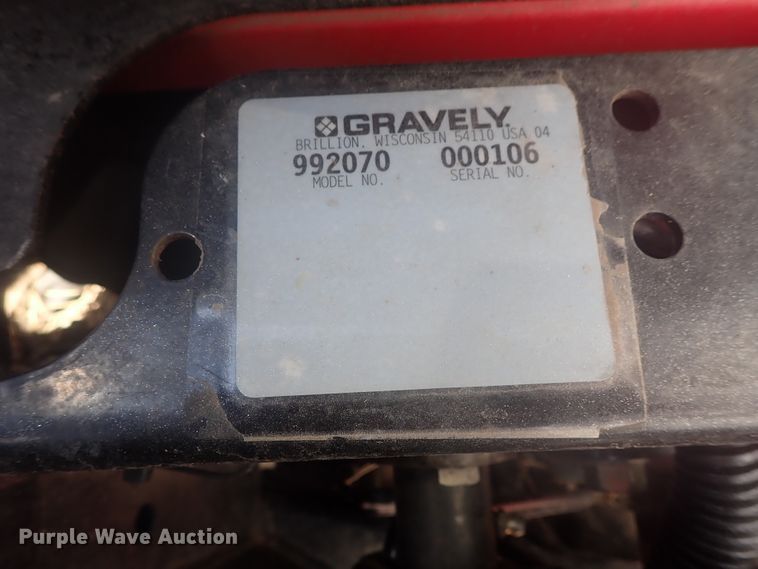 GRAVELY.
BRILLION, WISCONSIN 54110 USA 04
992070 000106
MODEL NO. SERIAL NO.
Purple Wave Auction